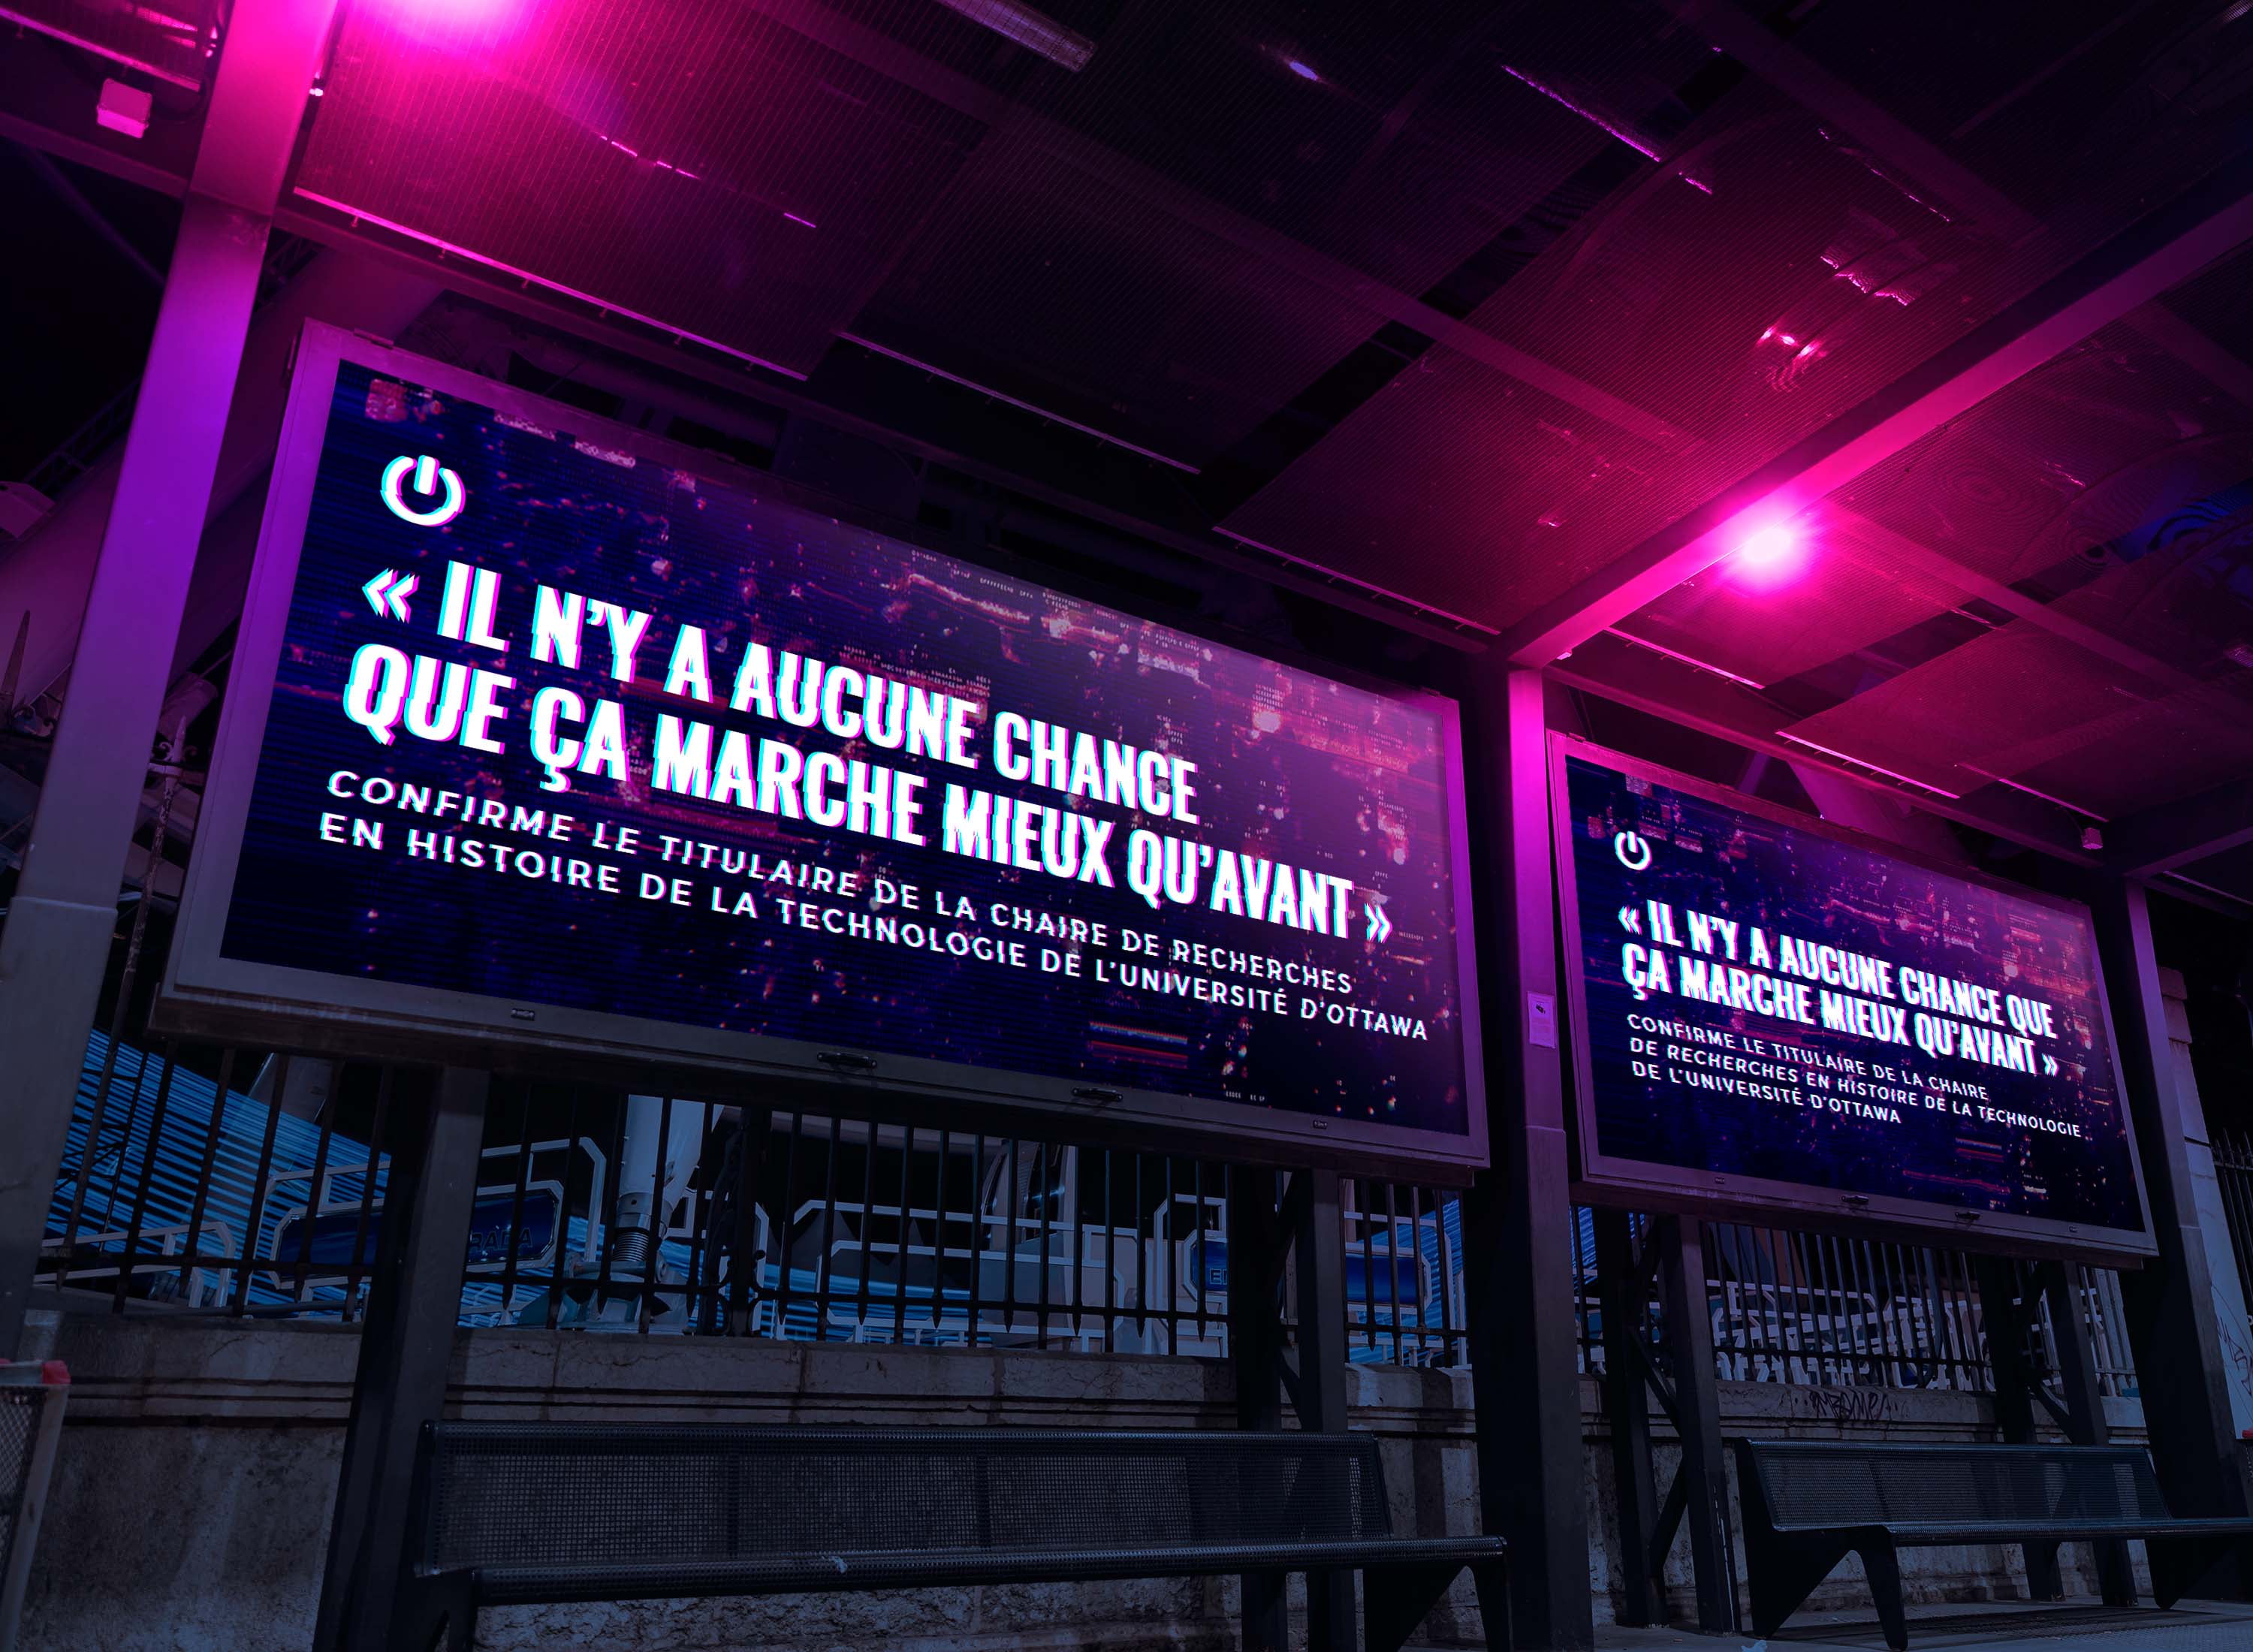 « IL N'Y A AUCUNE CHANCE
QUE ÇA MARCHE MIEUX QU'AVANT »
CONFIRME LE TITULAIRE DE LA CHAIRE DE RECHERCHES
EN HISTOIRE DE LA TECHNOLOGIE DE L'UNIVERSITÉ D'OTTAWA
« IL N'Y A AUCUNE CHANCE QUE
ÇA MARCHE MIEUX QU'AVANT »
CONFIRME LE TITULAIRE DE LA CHAIRE
DE RECHERCHES EN HISTOIRE DE LA TECHNOLOGIE
DE L'UNIVERSITÉ D'OTTAWA